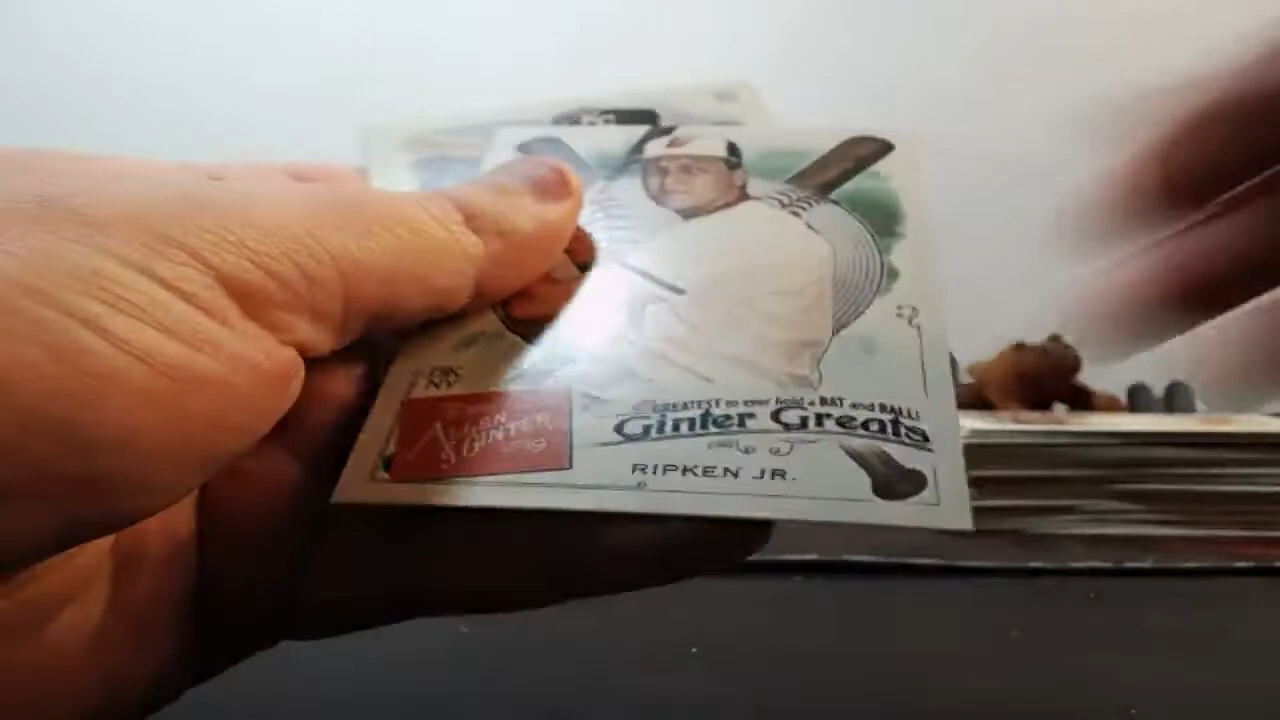 GREATEST to ever hold a BAT and BALL!
Ginter Greats
ALLEN
& GINTER
RIPKEN JR.